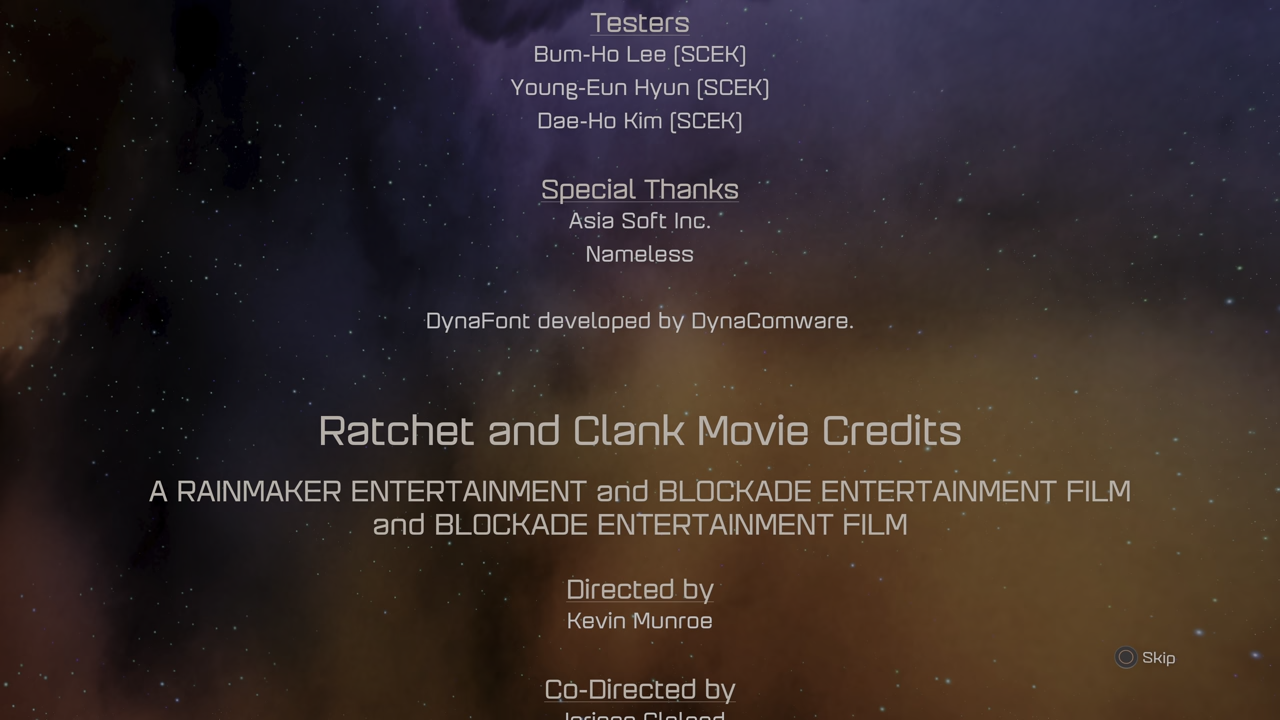 Testers
Bum-Ho Lee (SCEK)
Young-Eun Hyun (SCEK)
Dae-Ho Kim (SCEK)
Special Thanks
Asia Soft Inc.
Nameless
DynaFont developed by DynaComware.
Ratchet and Clank Movie Credits
A RAINMAKER ENTERTAINMENT and BLOCKADE ENTERTAINMENT FILM
and BLOCKADE ENTERTAINMENT FILM
Directed by
Kevin Munroe
Skip
Co-Directed by